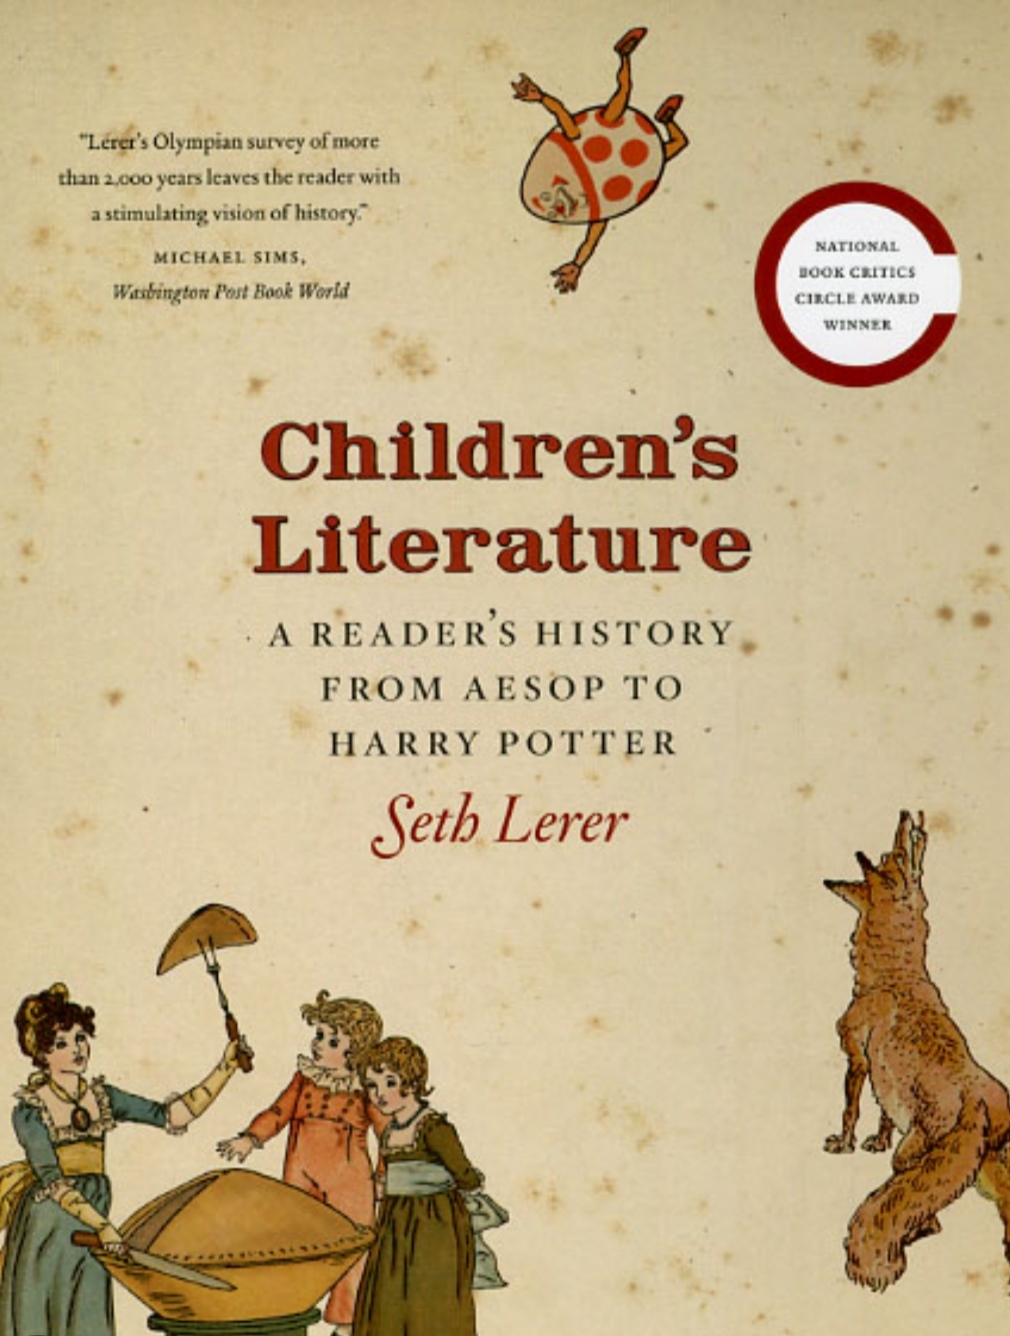 "Lerer's Olympian survey of more
than 2,000 years leaves the reader with
a stimulating vision of history."
MICHAEL SIMS,
Washington Post Book World
NATIONAL
BOOK CRITICS
CIRCLE AWARD
WINNER
Children's
Literature
A READER'S HISTORY
FROM AESOP TO
HARRY POTTER
Seth Lerer